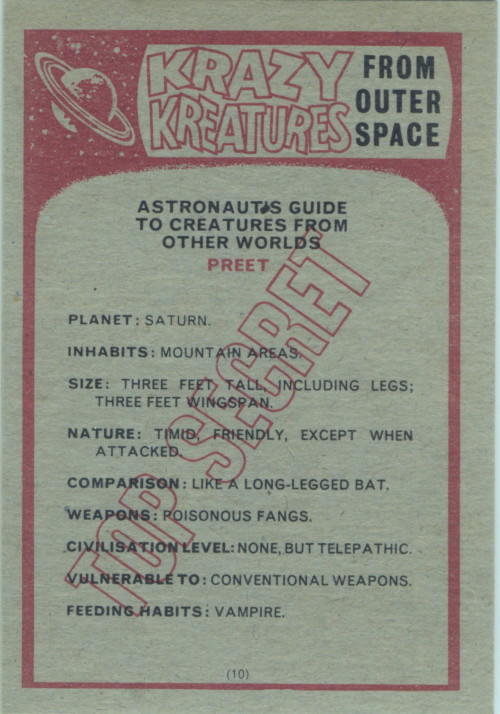 KRAZY
KREATURES
FROM
OUTER
SPACE
ASTRONAUT'S GUIDE
TO CREATURES FROM
OTHER WORLDS
PREET
PLANET: SATURN.
INHABITS: MOUNTAIN AREAS.
SIZE: THREE FEET TALL, INCLUDING LEGS;
THREE FEET WINGSPAN.
NATURE: TIMID, FRIENDLY, EXCEPT WHEN
ATTACKED.
COMPARISON: LIKE A LONG-LEGGED BAT.
WEAPONS: POISONOUS FANGS.
CIVILISATION LEVEL: NONE, BUT TELEPATHIC.
VULNERABLE TO: CONVENTIONAL WEAPONS.
FEEDING HABITS: VAMPIRE.
TOP SECRET
(10)